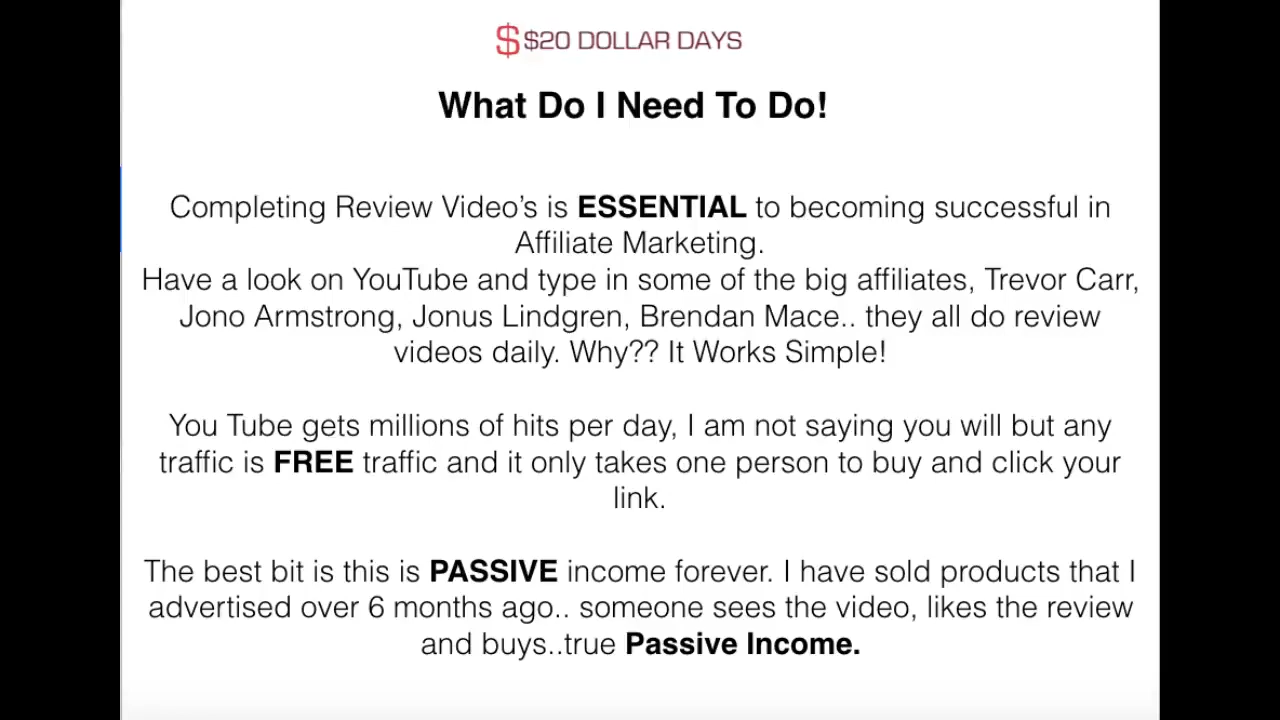 $$20 DOLLAR DAYS
What Do I Need To Do!
Completing Review Video's is ESSENTIAL to becoming successful in
Affiliate Marketing.
Have a look on YouTube and type in some of the big affiliates, Trevor Carr,
Jono Armstrong, Jonus Lindgren, Brendan Mace.. they all do review
videos daily. Why?? It Works Simple!
You Tube gets millions of hits per day, I am not saying you will but any
traffic is FREE traffic and it only takes one person to buy and click your
link.
The best bit is this is PASSIVE income forever. I have sold products that I
advertised over 6 months ago.. someone sees the video, likes the review
and buys..true Passive Income.